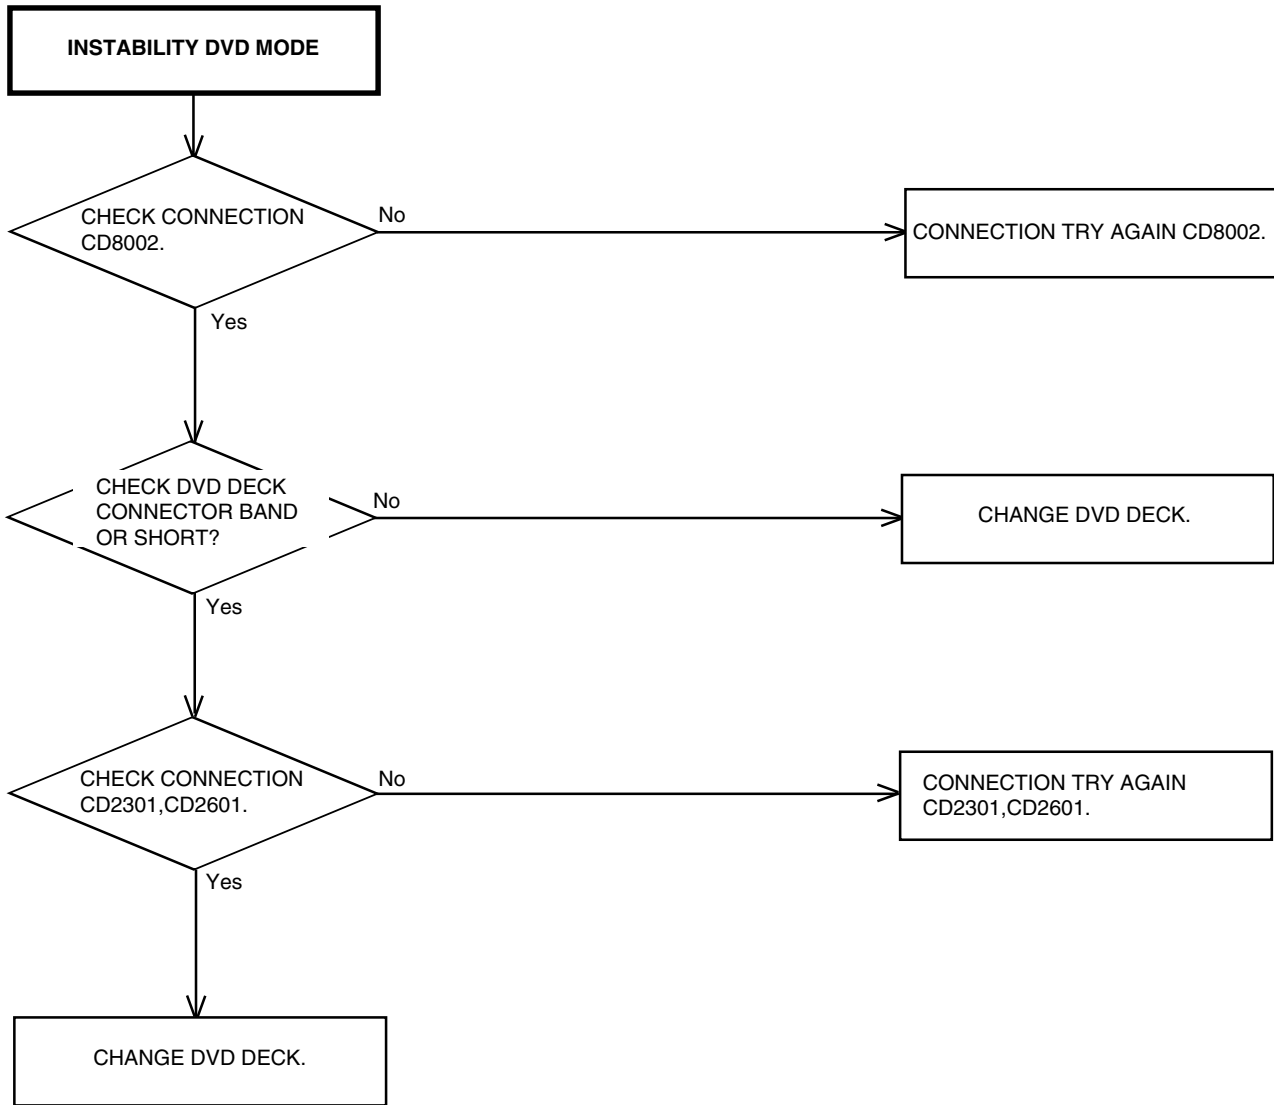 INSTABILITY DVD MODE
CHECK CONNECTION
CD8002.
No
CONNECTION TRY AGAIN CD8002.
Yes
CHECK DVD DECK
CONNECTOR BAND
OR SHORT?
No
CHANGE DVD DECK.
Yes
CHECK CONNECTION
CD2301,CD2601.
No
CONNECTION TRY AGAIN
CD2301,CD2601.
Yes
CHANGE DVD DECK.